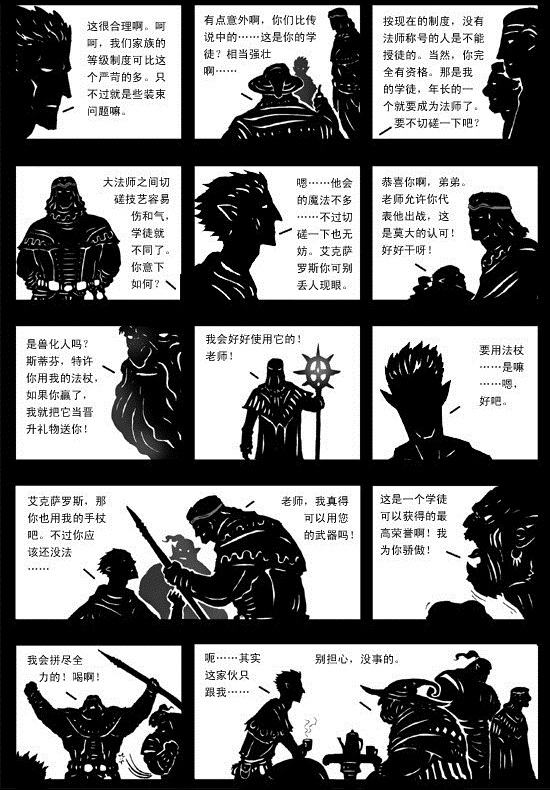 这很合理啊。呵
呵，我们家族的
等级制度可比这
个严苛的多。只
不过就是些装束
问题嘛。
有点意外啊，你们比传
说中的……这是你的学
徒？相当强壮
啊……
按现在的制度，没有
法师称号的人是不能
授徒的。当然，你完
全有资格。那是我
的学徒，年长的一
个就要成为法师了。
要不切磋一下吧？
大法师之间切
磋技艺容易
伤和气，
学徒就
不同了。
你意下
如何？
嗯……他会
的魔法不多
……不过切
磋一下也无
妨。艾克萨
罗斯你可别
丢人现眼。
恭喜你啊，弟弟。
老师允许你代
表他出战，这
是莫大的认可！
好好干呀！
是兽化人吗？
斯蒂芬，特许
你用我的法杖，
如果你赢了，
我就把它当晋
升礼物送你！
我会好好使用它的！
老师！
要用法杖
……是嘛
……嗯，
好吧。
艾克萨罗斯，那
你也用我的手杖
吧。不过你应
该还没法
……
老师，我真得
可以用您
的武器吗！
这是一个学徒
可以获得的最
高荣誉啊！我
为你骄傲！
我会拼尽全
力的！喝啊！
呃……其实
这家伙只
跟我……
别担心，没事的。